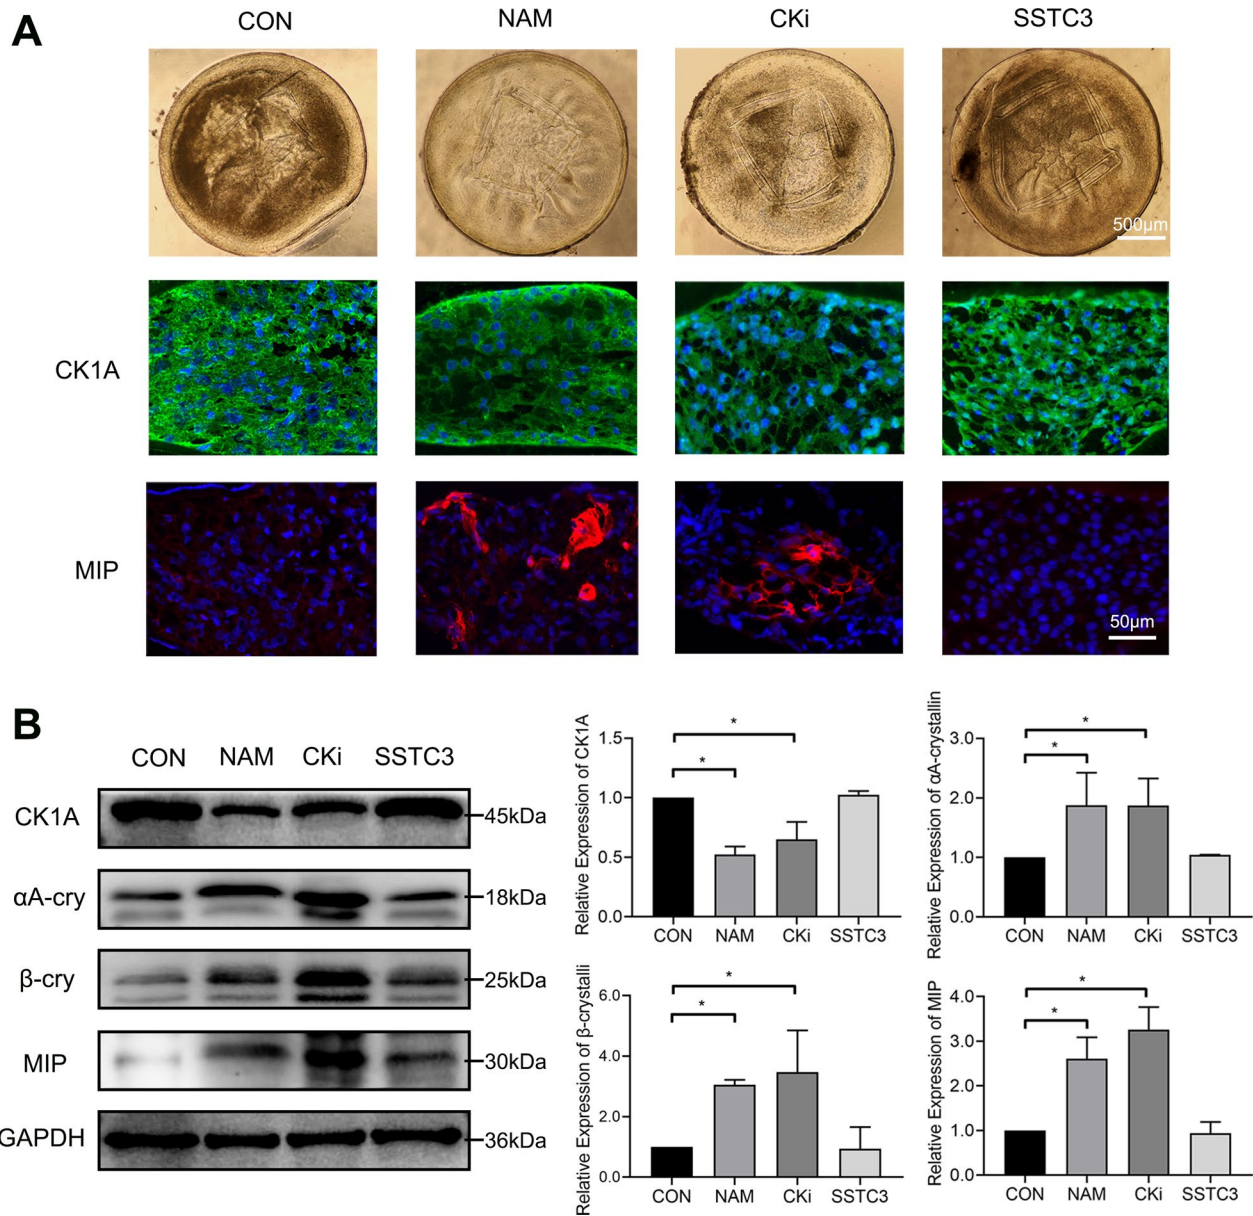 A
CON NAM CKi SSTC3
500μm
CK1A
MIP
50μm
B
CON NAM CKi SSTC3
CK1A 45kDa
αA-cry 18kDa
β-cry 25kDa
MIP 30kDa
GAPDH 36kDa
Relative Expression of CK1A
1.5
1.0
0.5
0.0
*
*
CON NAM CKi SSTC3
Relative Expression of αA-crystallin
3.0
2.0
1.0
0.0
*
*
CON NAM CKi SSTC3
Relative Expression of β-crystalli
6.0
4.0
2.0
0.0
*
*
CON NAM CKi SSTC3
Relative Expression of MIP
4.0
3.0
2.0
1.0
0.0
*
*
CON NAM CKi SSTC3